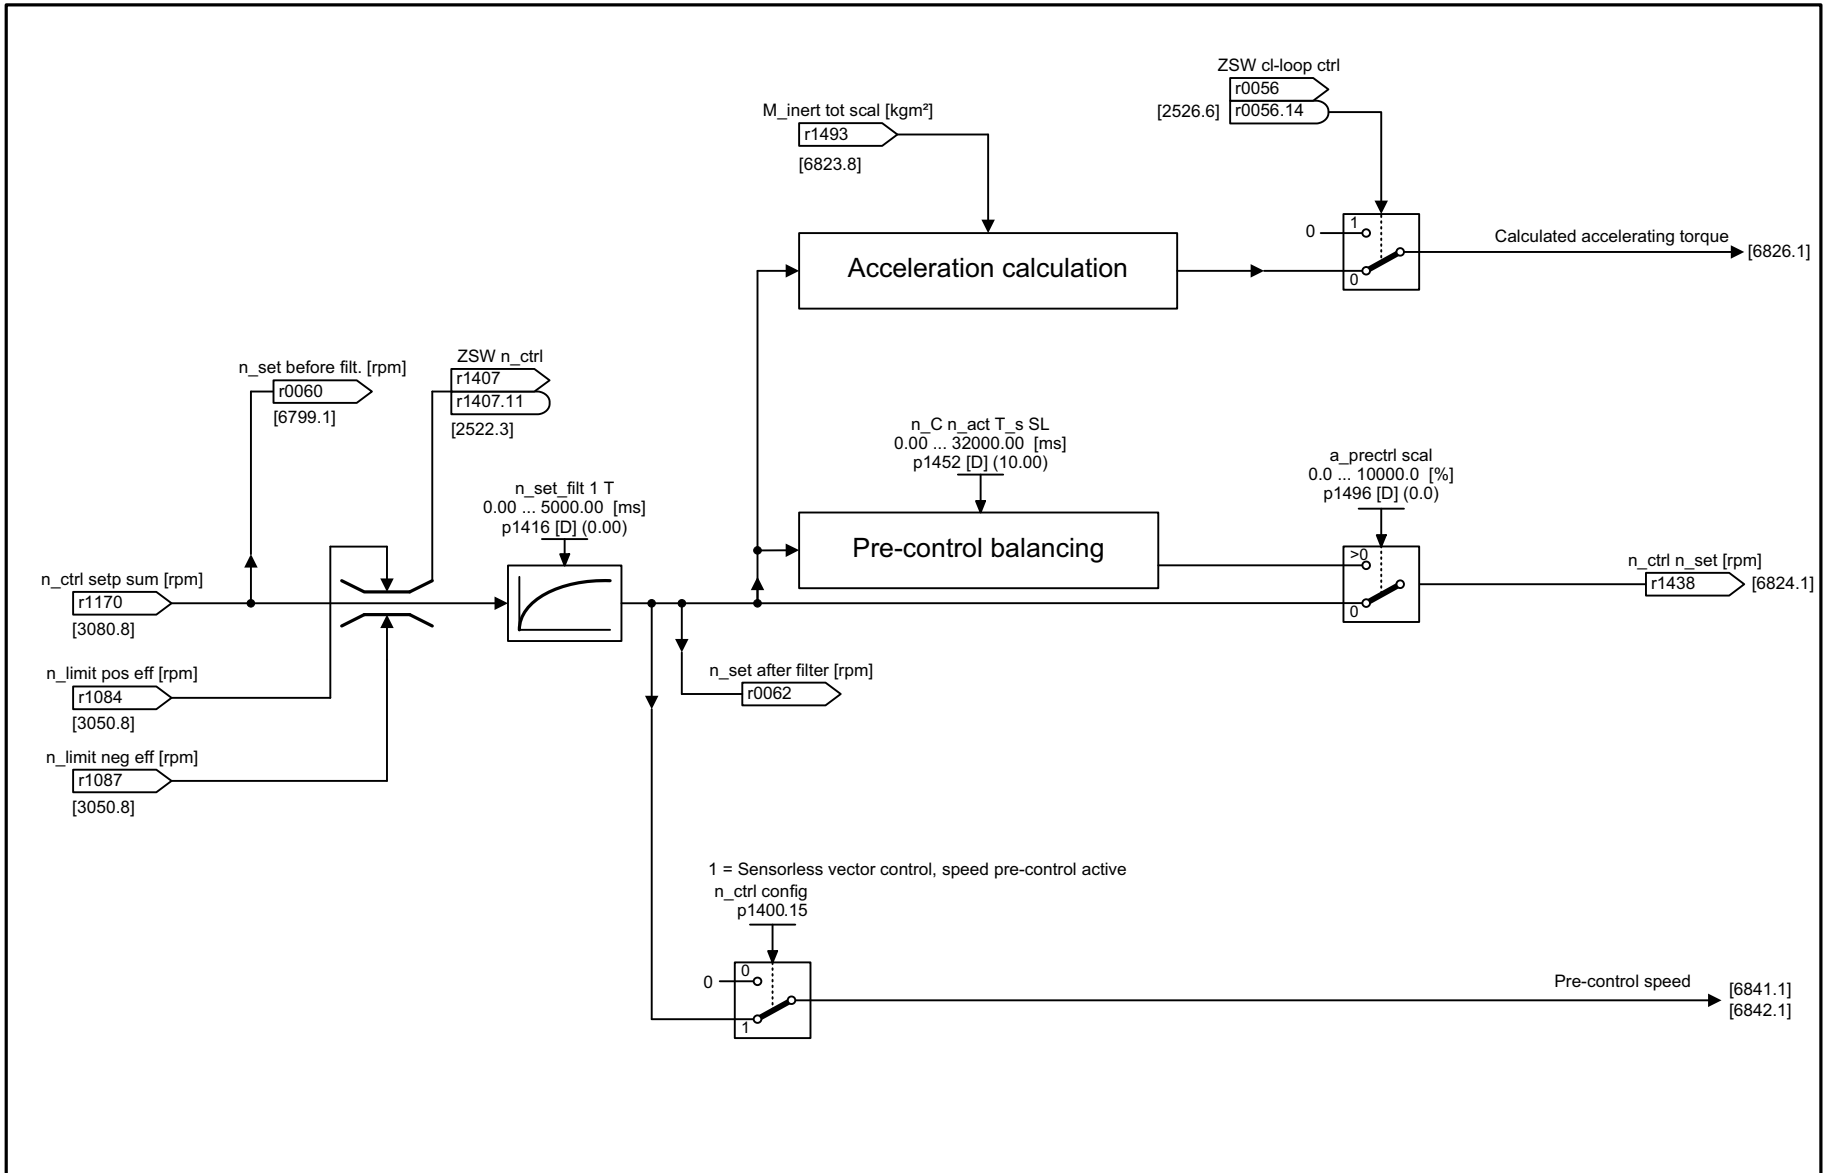 ZSW cl-loop ctrl
r0056
[2526.6] r0056.14
M_inert tot scal [kgm²]
r1493
[6823.8]
1
0
0
Calculated accelerating torque
[6826.1]
Acceleration calculation
n_set before filt. [rpm]
r0060
[6799.1]
ZSW n_ctrl
r1407
r1407.11
[2522.3]
n_C n_act T_s SL
0.00 ... 32000.00 [ms]
p1452 [D] (10.00)
a_prectrl scal
0.0 ... 10000.0 [%]
p1496 [D] (0.0)
n_set_filt 1 T
0.00 ... 5000.00 [ms]
p1416 [D] (0.00)
Pre-control balancing
>0
0
n_ctrl n_set [rpm]
r1438
[6824.1]
n_ctrl setp sum [rpm]
r1170
[3080.8]
n_limit pos eff [rpm]
r1084
[3050.8]
n_set after filter [rpm]
r0062
n_limit neg eff [rpm]
r1087
[3050.8]
1 = Sensorless vector control, speed pre-control active
n_ctrl config
p1400.15
0
0
1
Pre-control speed
[6841.1]
[6842.1]